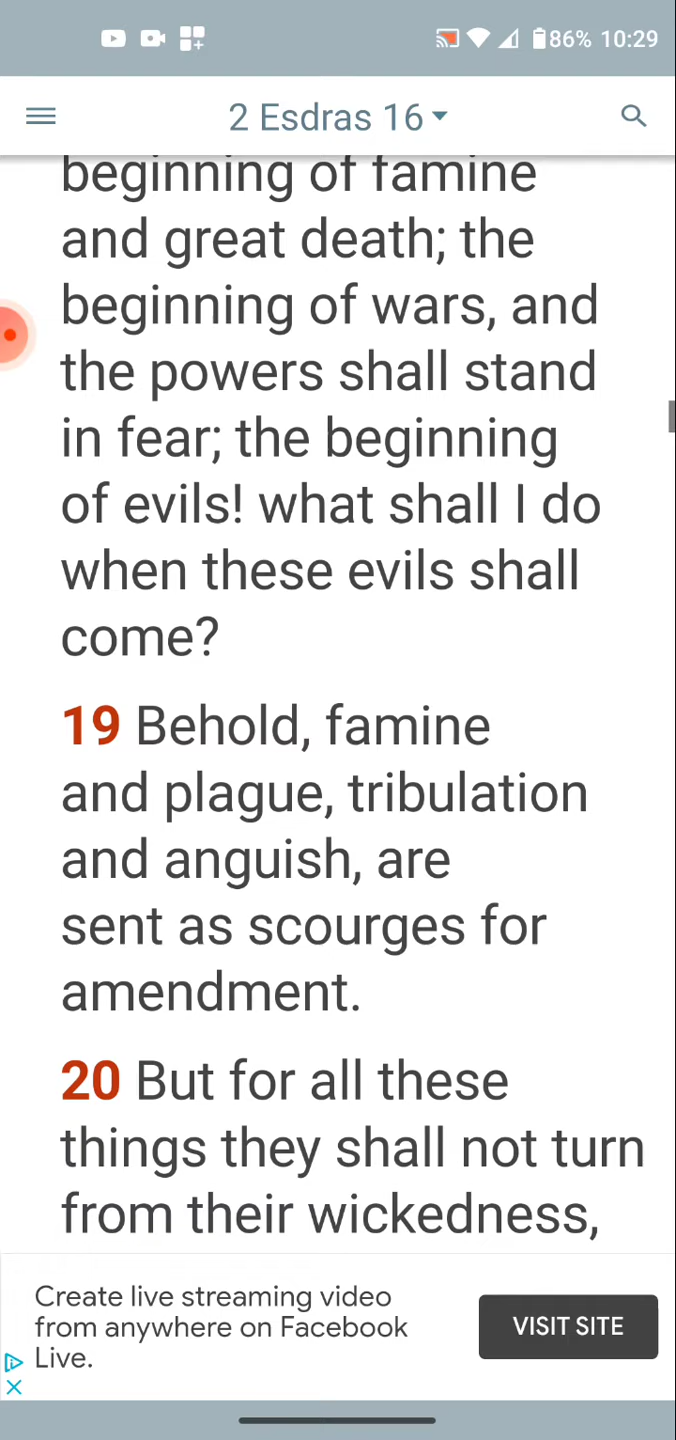 86% 10:29
2 Esdras 16
beginning of famine
and great death; the
beginning of wars, and
the powers shall stand
in fear; the beginning
of evils! what shall I do
when these evils shall
come?
19 Behold, famine
and plague, tribulation
and anguish, are
sent as scourges for
amendment.
20 But for all these
things they shall not turn
from their wickedness,
Create live streaming video
from anywhere on Facebook
Live.
VISIT SITE